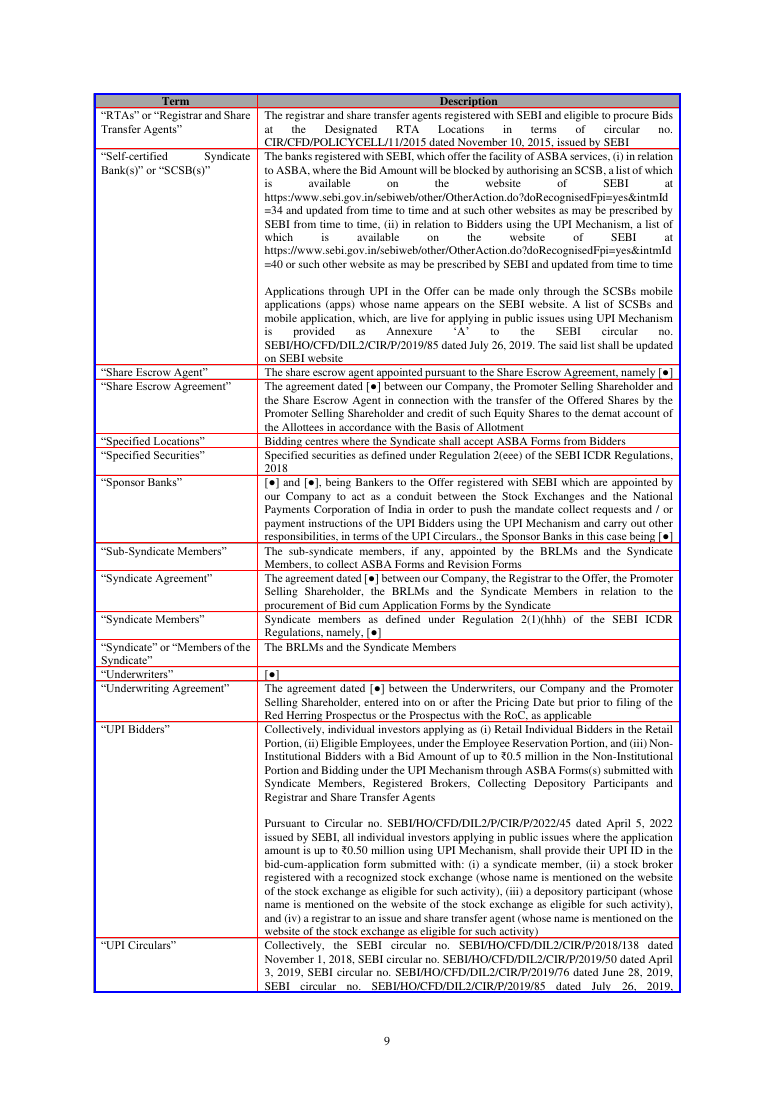 Term Description
“RTAs” or “Registrar and Share Transfer Agents” The registrar and share transfer agents registered with SEBI and eligible to procure Bids
at the Designated RTA Locations in terms of circular no.
CIR/CFD/POLICYCELL/11/2015 dated November 10, 2015, issued by SEBI
“Self-certified Syndicate Bank(s)” or “SCSB(s)” The banks registered with SEBI, which offer the facility of ASBA services, (i) in relation
to ASBA, where the Bid Amount will be blocked by authorising an SCSB, a list of which
is available on the website of SEBI at
https:/www.sebi.gov.in/sebiweb/other/OtherAction.do?doRecognisedFpi=yes&intmId
=34 and updated from time to time and at such other websites as may be prescribed by
SEBI from time to time, (ii) in relation to Bidders using the UPI Mechanism, a list of
which is available on the website of SEBI at
https://www.sebi.gov.in/sebiweb/other/OtherAction.do?doRecognisedFpi=yes&intmId
=40 or such other website as may be prescribed by SEBI and updated from time to time
Applications through UPI in the Offer can be made only through the SCSBs mobile
applications (apps) whose name appears on the SEBI website. A list of SCSBs and
mobile application, which, are live for applying in public issues using UPI Mechanism
is provided as Annexure ‘A’ to the SEBI circular no.
SEBI/HO/CFD/DIL2/CIR/P/2019/85 dated July 26, 2019. The said list shall be updated
on SEBI website
“Share Escrow Agent” The share escrow agent appointed pursuant to the Share Escrow Agreement, namely [●]
“Share Escrow Agreement” The agreement dated [●] between our Company, the Promoter Selling Shareholder and
the Share Escrow Agent in connection with the transfer of the Offered Shares by the
Promoter Selling Shareholder and credit of such Equity Shares to the demat account of
the Allottees in accordance with the Basis of Allotment
“Specified Locations” Bidding centres where the Syndicate shall accept ASBA Forms from Bidders
“Specified Securities” Specified securities as defined under Regulation 2(eee) of the SEBI ICDR Regulations,
2018
“Sponsor Banks” [●] and [●], being Bankers to the Offer registered with SEBI which are appointed by
our Company to act as a conduit between the Stock Exchanges and the National
Payments Corporation of India in order to push the mandate collect requests and / or
payment instructions of the UPI Bidders using the UPI Mechanism and carry out other
responsibilities, in terms of the UPI Circulars., the Sponsor Banks in this case being [●]
“Sub-Syndicate Members” The sub-syndicate members, if any, appointed by the BRLMs and the Syndicate
Members, to collect ASBA Forms and Revision Forms
“Syndicate Agreement” The agreement dated [●] between our Company, the Registrar to the Offer, the Promoter
Selling Shareholder, the BRLMs and the Syndicate Members in relation to the
procurement of Bid cum Application Forms by the Syndicate
“Syndicate Members” Syndicate members as defined under Regulation 2(1)(hhh) of the SEBI ICDR
Regulations, namely, [●]
“Syndicate” or “Members of the Syndicate” The BRLMs and the Syndicate Members
“Underwriters” [●]
“Underwriting Agreement” The agreement dated [●] between the Underwriters, our Company and the Promoter
Selling Shareholder, entered into on or after the Pricing Date but prior to filing of the
Red Herring Prospectus or the Prospectus with the RoC, as applicable
“UPI Bidders” Collectively, individual investors applying as (i) Retail Individual Bidders in the Retail
Portion, (ii) Eligible Employees, under the Employee Reservation Portion, and (iii) Non-
Institutional Bidders with a Bid Amount of up to ₹0.5 million in the Non-Institutional
Portion and Bidding under the UPI Mechanism through ASBA Forms(s) submitted with
Syndicate Members, Registered Brokers, Collecting Depository Participants and
Registrar and Share Transfer Agents
Pursuant to Circular no. SEBI/HO/CFD/DIL2/P/CIR/P/2022/45 dated April 5, 2022
issued by SEBI, all individual investors applying in public issues where the application
amount is up to ₹0.50 million using UPI Mechanism, shall provide their UPI ID in the
bid-cum-application form submitted with: (i) a syndicate member, (ii) a stock broker
registered with a recognized stock exchange (whose name is mentioned on the website
of the stock exchange as eligible for such activity), (iii) a depository participant (whose
name is mentioned on the website of the stock exchange as eligible for such activity),
and (iv) a registrar to an issue and share transfer agent (whose name is mentioned on the
website of the stock exchange as eligible for such activity)
“UPI Circulars” Collectively, the SEBI circular no. SEBI/HO/CFD/DIL2/CIR/P/2018/138 dated
November 1, 2018, SEBI circular no. SEBI/HO/CFD/DIL2/CIR/P/2019/50 dated April
3, 2019, SEBI circular no. SEBI/HO/CFD/DIL2/CIR/P/2019/76 dated June 28, 2019,
SEBI circular no. SEBI/HO/CFD/DIL2/CIR/P/2019/85 dated July 26, 2019,
9